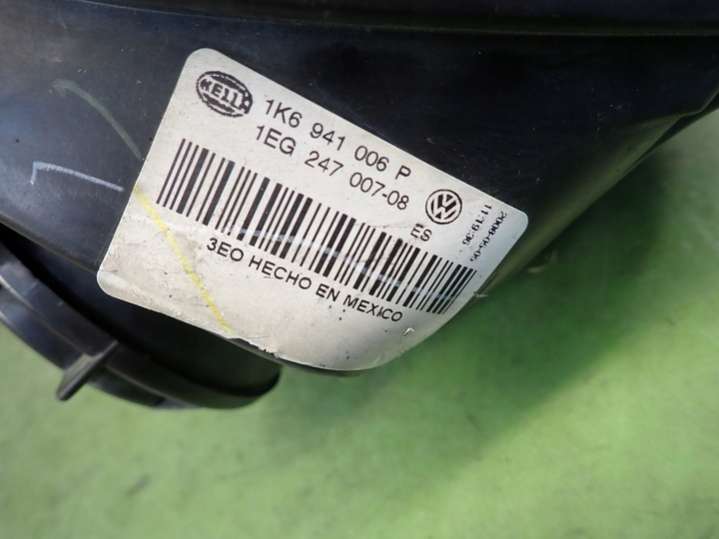 HELLA
1K6 941 006 P
1EG 247 007-08
ES
3EO HECHO EN MEXICO